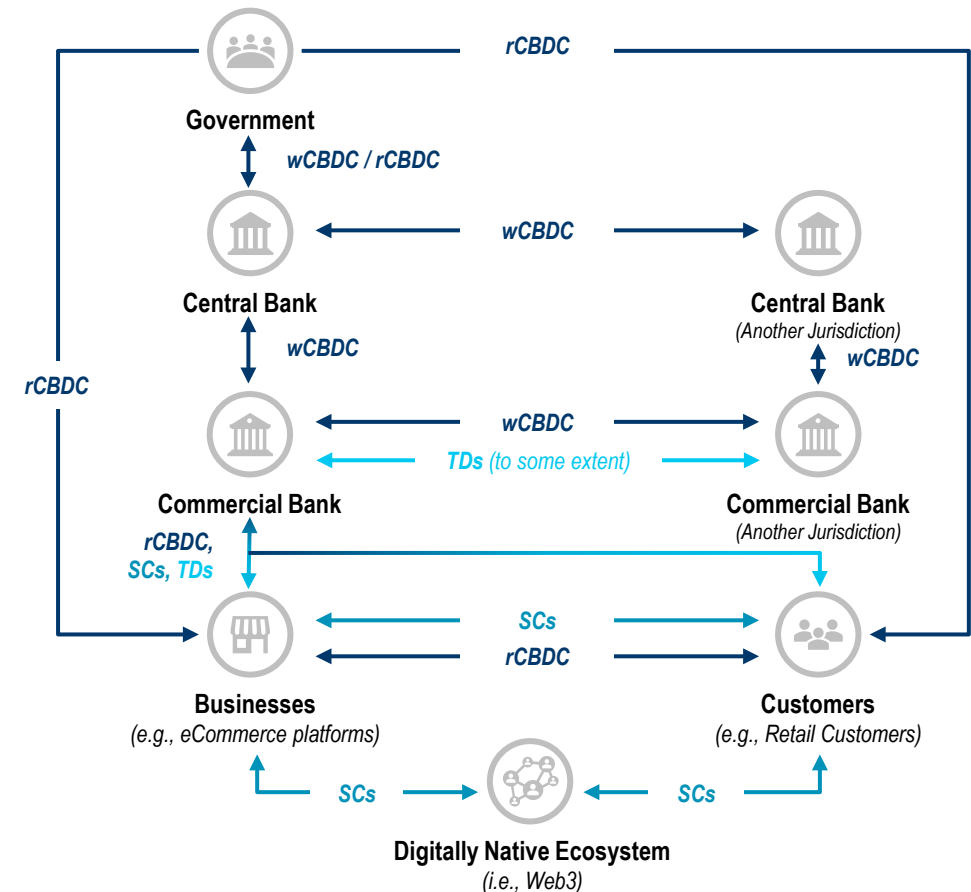 rCBDC
Government
wCBDC / rCBDC
wCBDC
Central Bank
Central Bank
(Another Jurisdiction)
wCBDC
wCBDC
rCBDC
wCBDC
TDs (to some extent)
Commercial Bank
Commercial Bank
(Another Jurisdiction)
rCBDC,
SCs, TDs
SCs
rCBDC
Businesses
(e.g., eCommerce platforms)
Customers
(e.g., Retail Customers)
SCs
SCs
Digitally Native Ecosystem
(i.e., Web3)